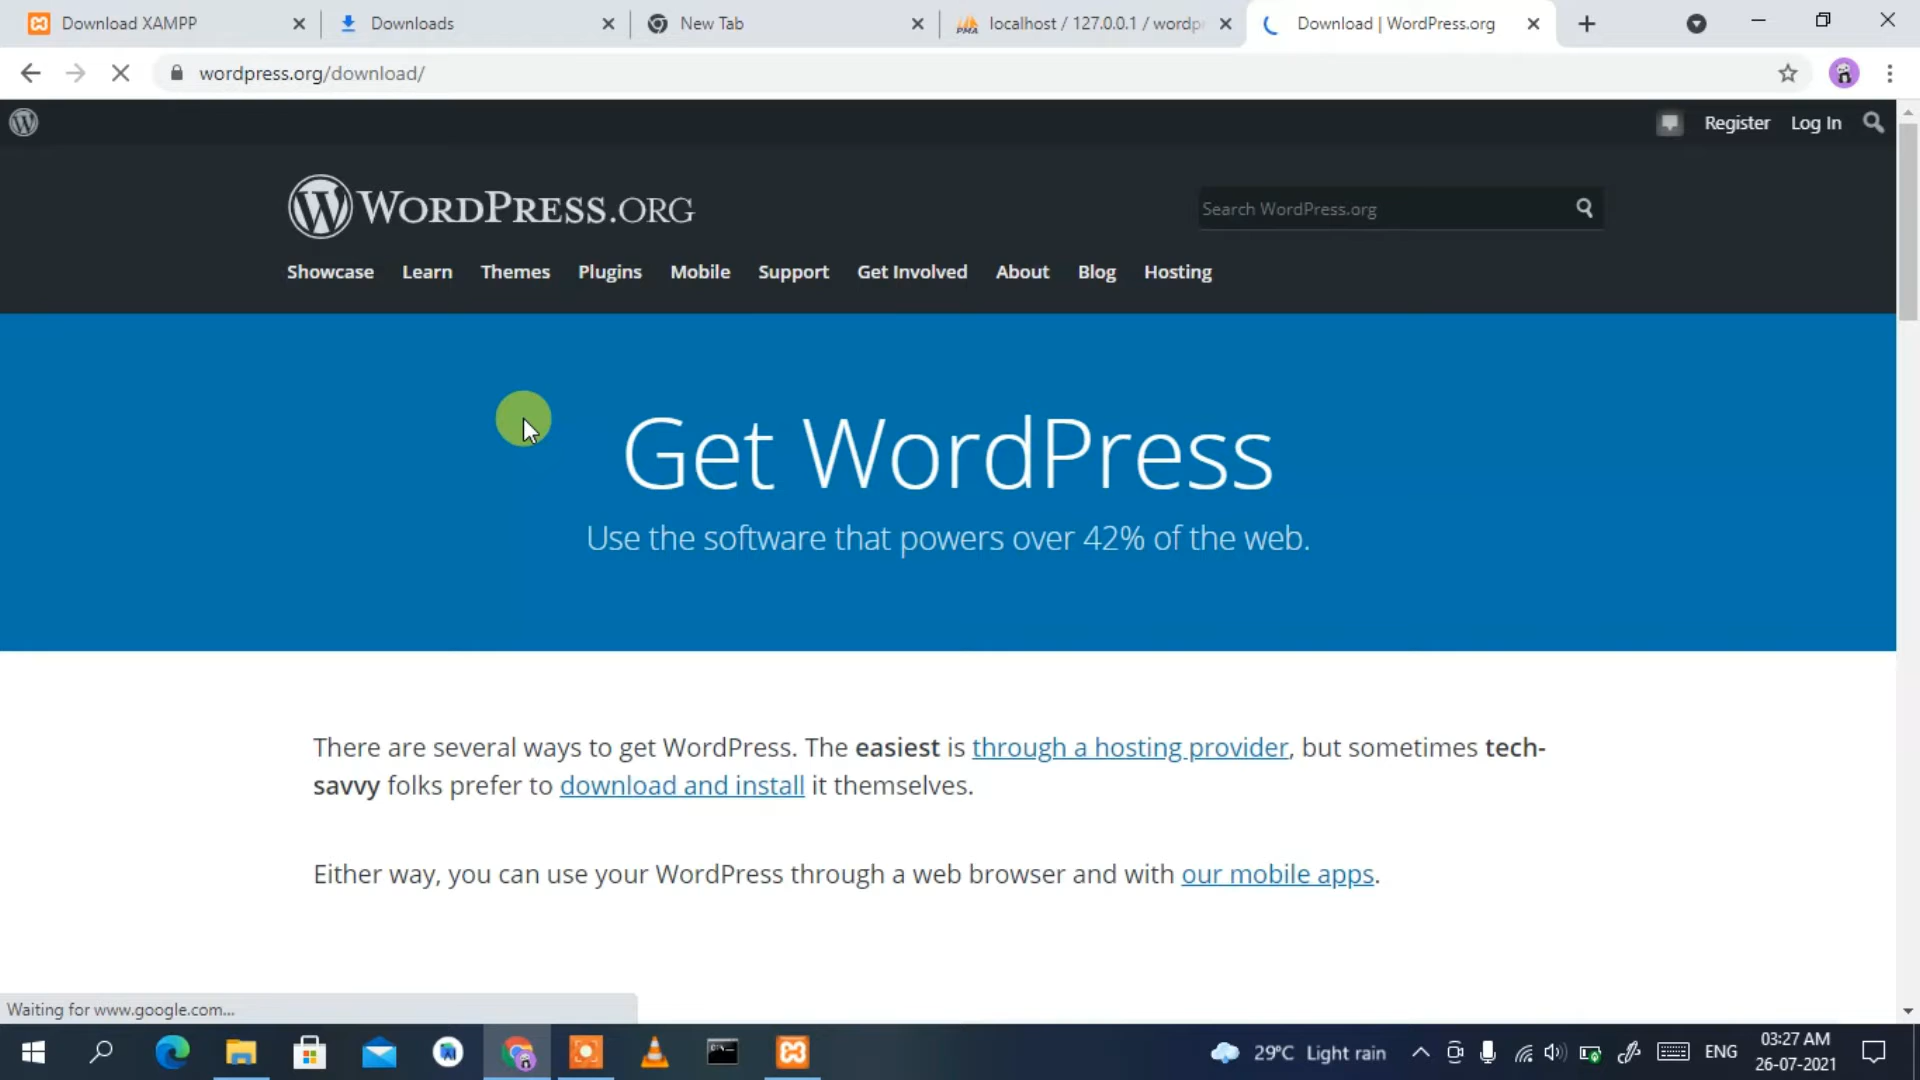 Download XAMPP
Downloads
New Tab
localhost / 127.0.0.1 / wordpr
Download | WordPress.org
wordpress.org/download/
Register
Log In
WORDPRESS.ORG
Search WordPress.org
Showcase
Learn
Themes
Plugins
Mobile
Support
Get Involved
About
Blog
Hosting
Get WordPress
Use the software that powers over 42% of the web.
There are several ways to get WordPress. The easiest is through a hosting provider, but sometimes tech-
savvy folks prefer to download and install it themselves.
Either way, you can use your WordPress through a web browser and with our mobile apps.
Waiting for www.google.com...
29°C Light rain
ENG
03:27 AM
26-07-2021